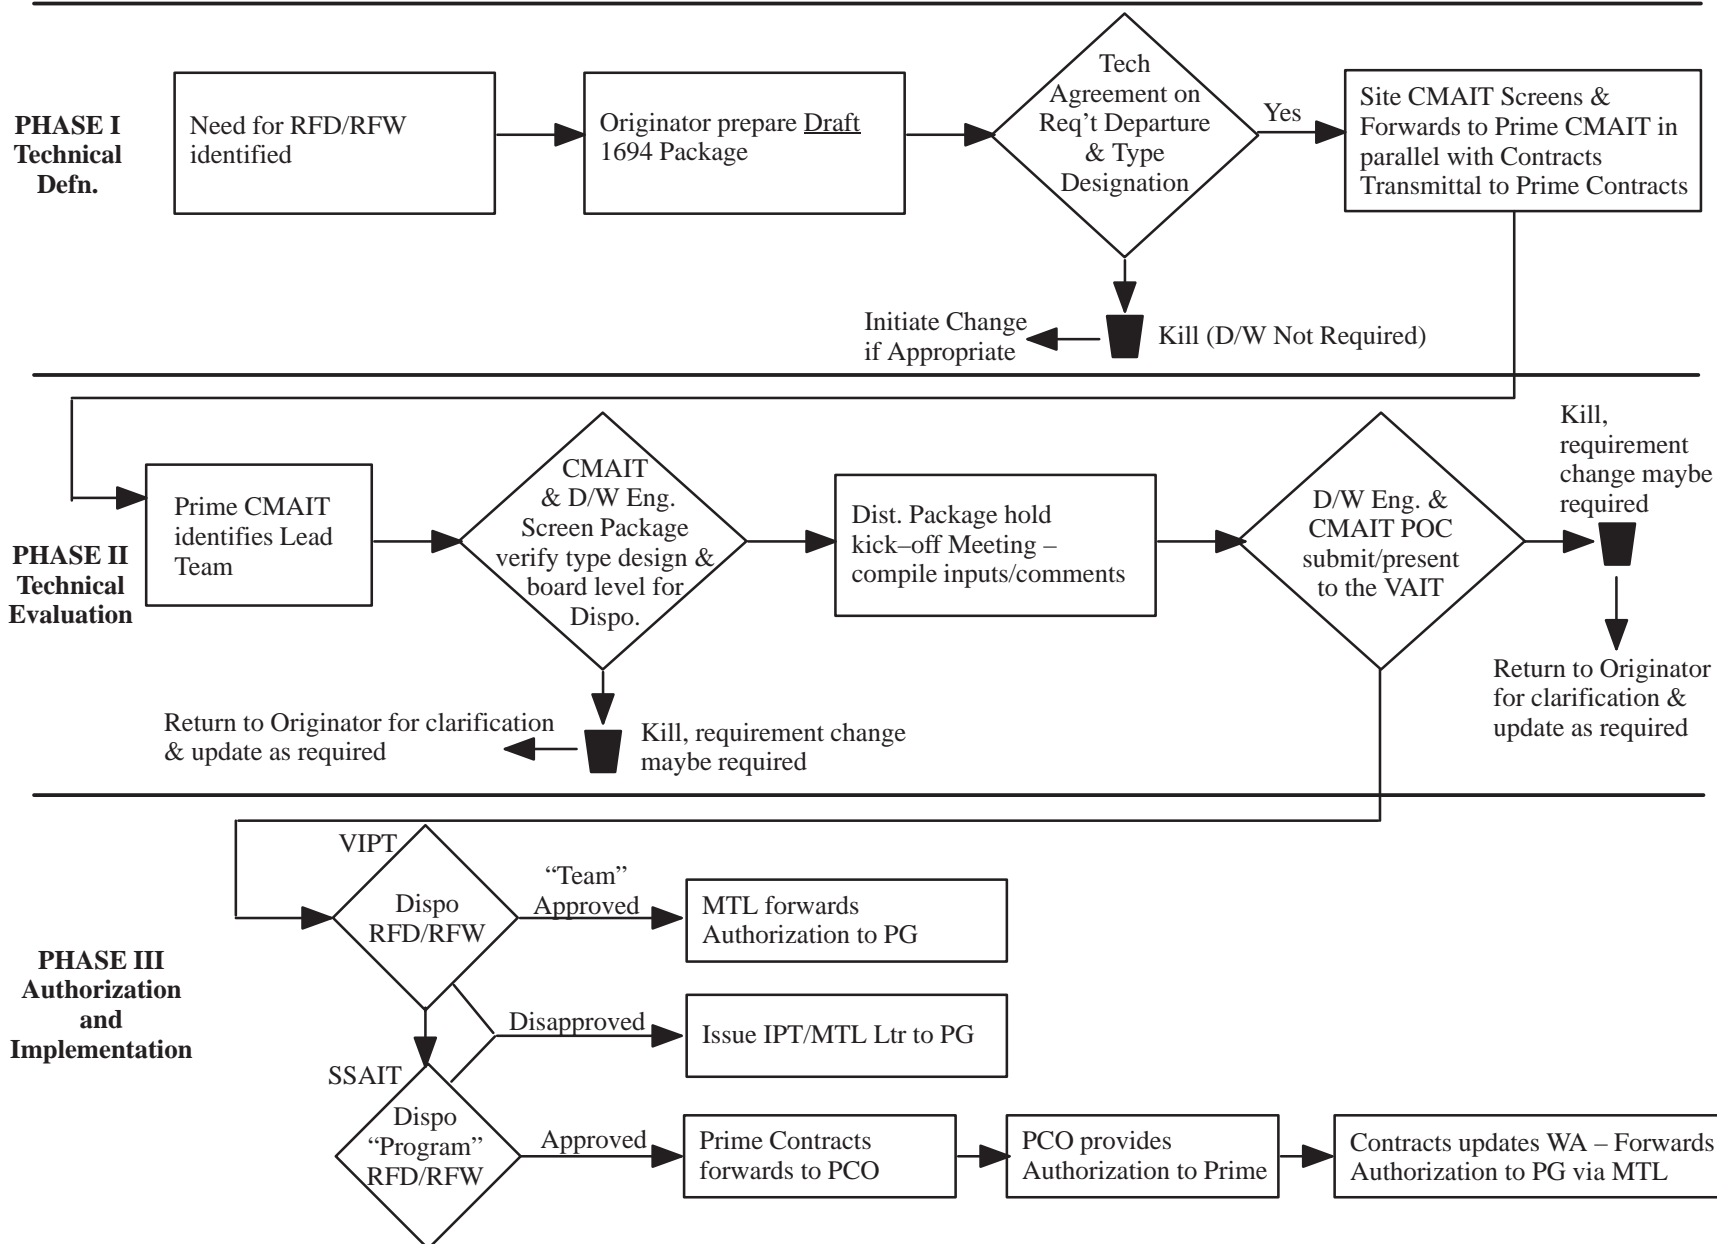 PHASE I
Technical
Defn.
Need for RFD/RFW
identified
Originator prepare Draft
1694 Package
Tech
Agreement on
Req't Departure
& Type
Designation
Yes
Site CMAIT Screens &
Forwards to Prime CMAIT in
parallel with Contracts
Transmittal to Prime Contracts
Initiate Change
if Appropriate
Kill (D/W Not Required)
PHASE II
Technical
Evaluation
Prime CMAIT
identifies Lead
Team
CMAIT
& D/W Eng.
Screen Package
verify type design &
board level for
Dispo.
Dist. Package hold
kick–off Meeting –
compile inputs/comments
D/W Eng. &
CMAIT POC
submit/present
to the VAIT
Kill,
requirement
change maybe
required
Return to Originator
for clarification &
update as required
Return to Originator for clarification
& update as required
Kill, requirement change
maybe required
PHASE III
Authorization
and
Implementation
VIPT
Dispo
RFD/RFW
“Team”
Approved
MTL forwards
Authorization to PG
Disapproved
Issue IPT/MTL Ltr to PG
SSAIT
Dispo
“Program”
RFD/RFW
Approved
Prime Contracts
forwards to PCO
PCO provides
Authorization to Prime
Contracts updates WA – Forwards
Authorization to PG via MTL